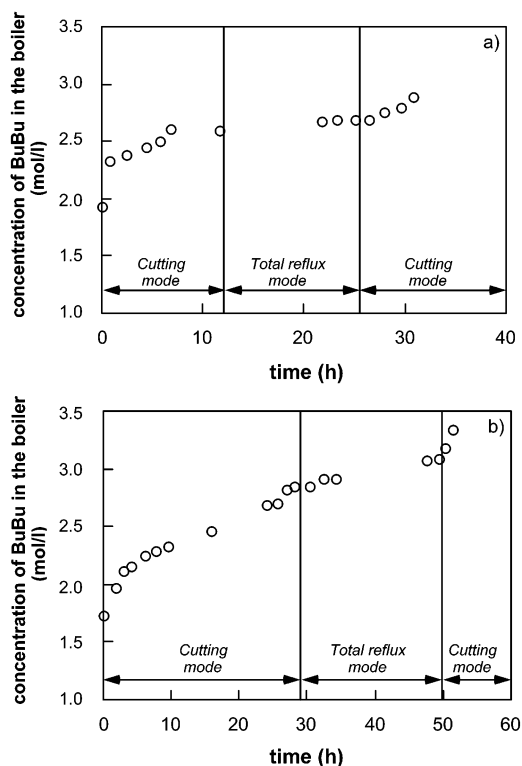 a)
concentration of BuBu in the boiler
(mol/l)
3.5
3.0
2.5
2.0
1.5
1.0
Cutting
mode
Total reflux
mode
Cutting
mode
0
10
20
30
40
time (h)
b)
concentration of BuBu in the boiler
(mol/l)
3.5
3.0
2.5
2.0
1.5
1.0
Cutting
mode
Total reflux
mode
Cutting
mode
0
10
20
30
40
50
60
time (h)